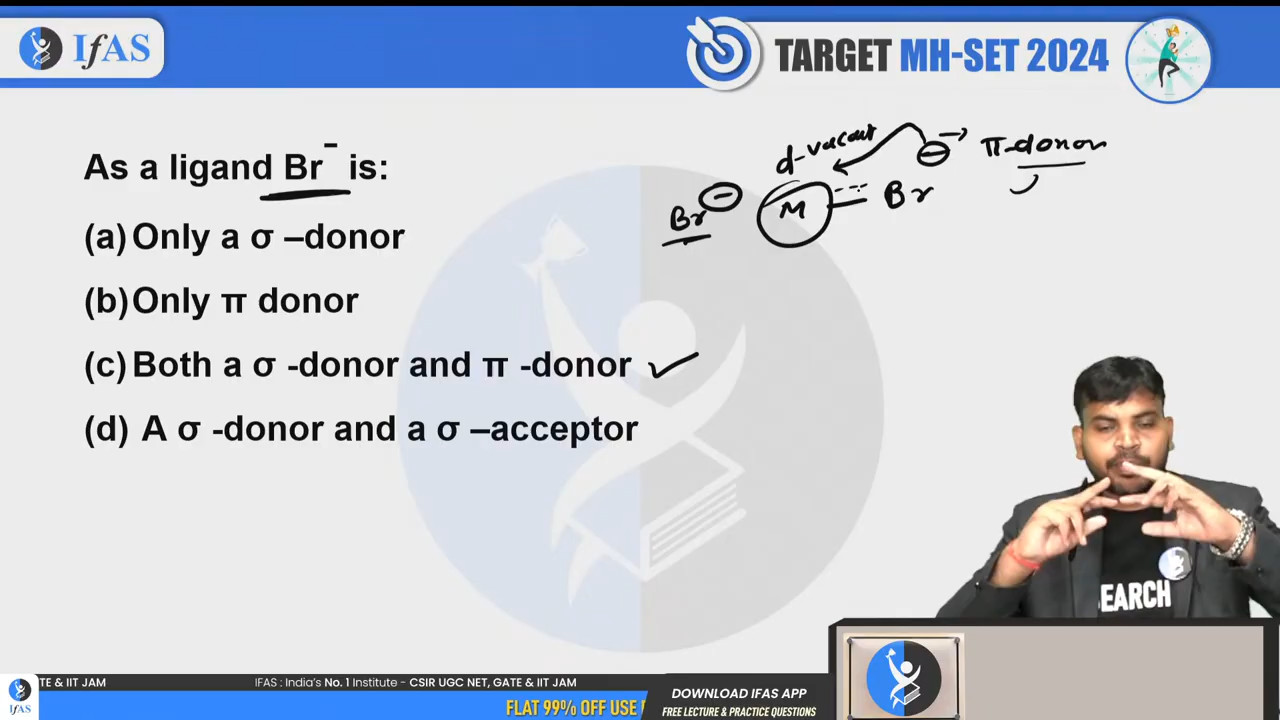 IfAS
TARGET MH-SET 2024
As a ligand Br⁻ is:
(a) Only a σ –donor
(b) Only π donor
(c) Both a σ -donor and π -donor
(d) A σ -donor and a σ –acceptor
d-vacant
π-donor
Br⁻
M
Br
EARCH
TE & IIT JAM
IFAS : India's No. 1 Institute - CSIR UGC NET, GATE & IIT JAM
IFAS
FLAT 99% OFF USE
DOWNLOAD IFAS APP
FREE LECTURE & PRACTICE QUESTIONS